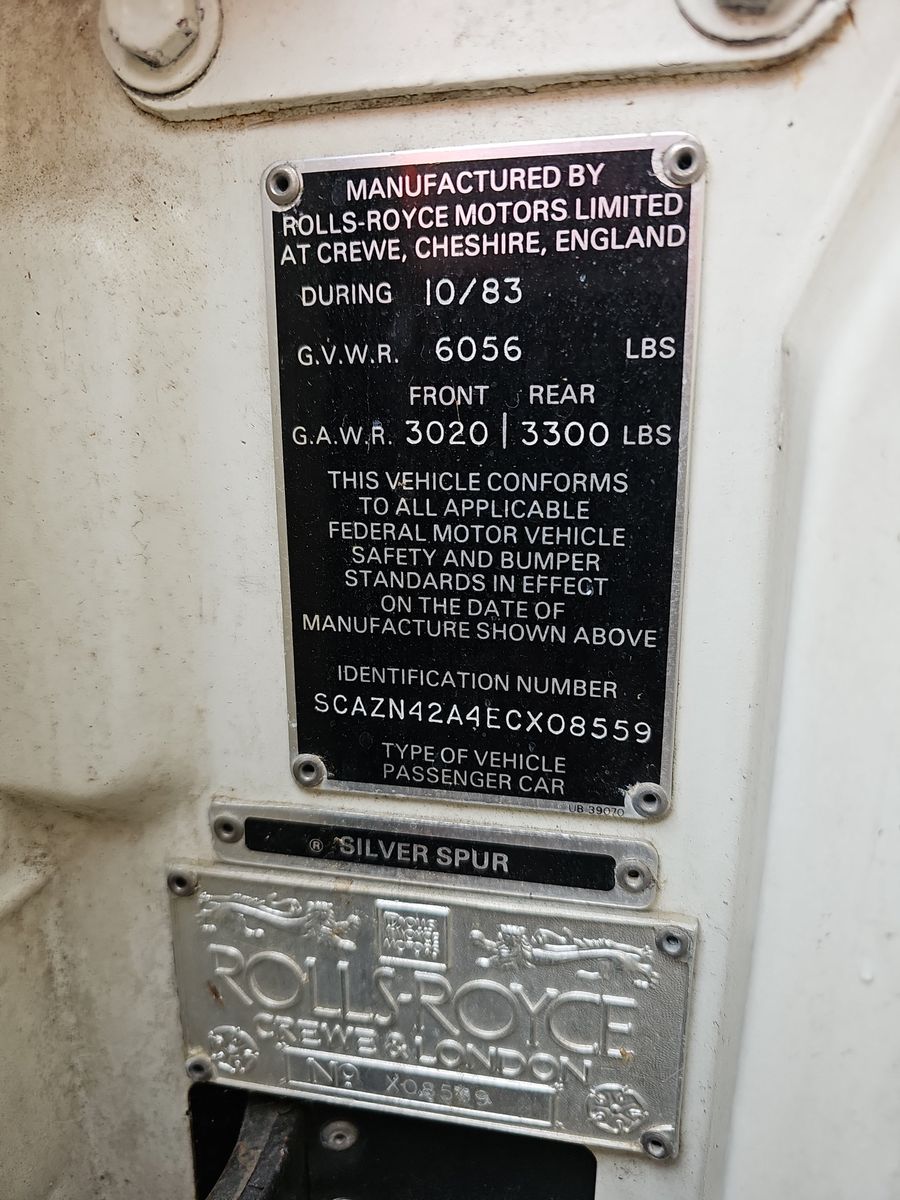 MANUFACTURED BY
ROLLS-ROYCE MOTORS LIMITED
AT CREWE, CHESHIRE, ENGLAND
DURING 10/83
G.V.W.R. 6056 LBS
FRONT REAR
G.A.W.R. 3020 | 3300 LBS
THIS VEHICLE CONFORMS
TO ALL APPLICABLE
FEDERAL MOTOR VEHICLE
SAFETY AND BUMPER
STANDARDS IN EFFECT
ON THE DATE OF
MANUFACTURE SHOWN ABOVE
IDENTIFICATION NUMBER
SCAZN42A4ECX08559
TYPE OF VEHICLE
PASSENGER CAR
UB 39070
® SILVER SPUR
ROLLS
ROYCE
MOTORS
ROLLS-ROYCE
CREWE & LONDON
No X08559